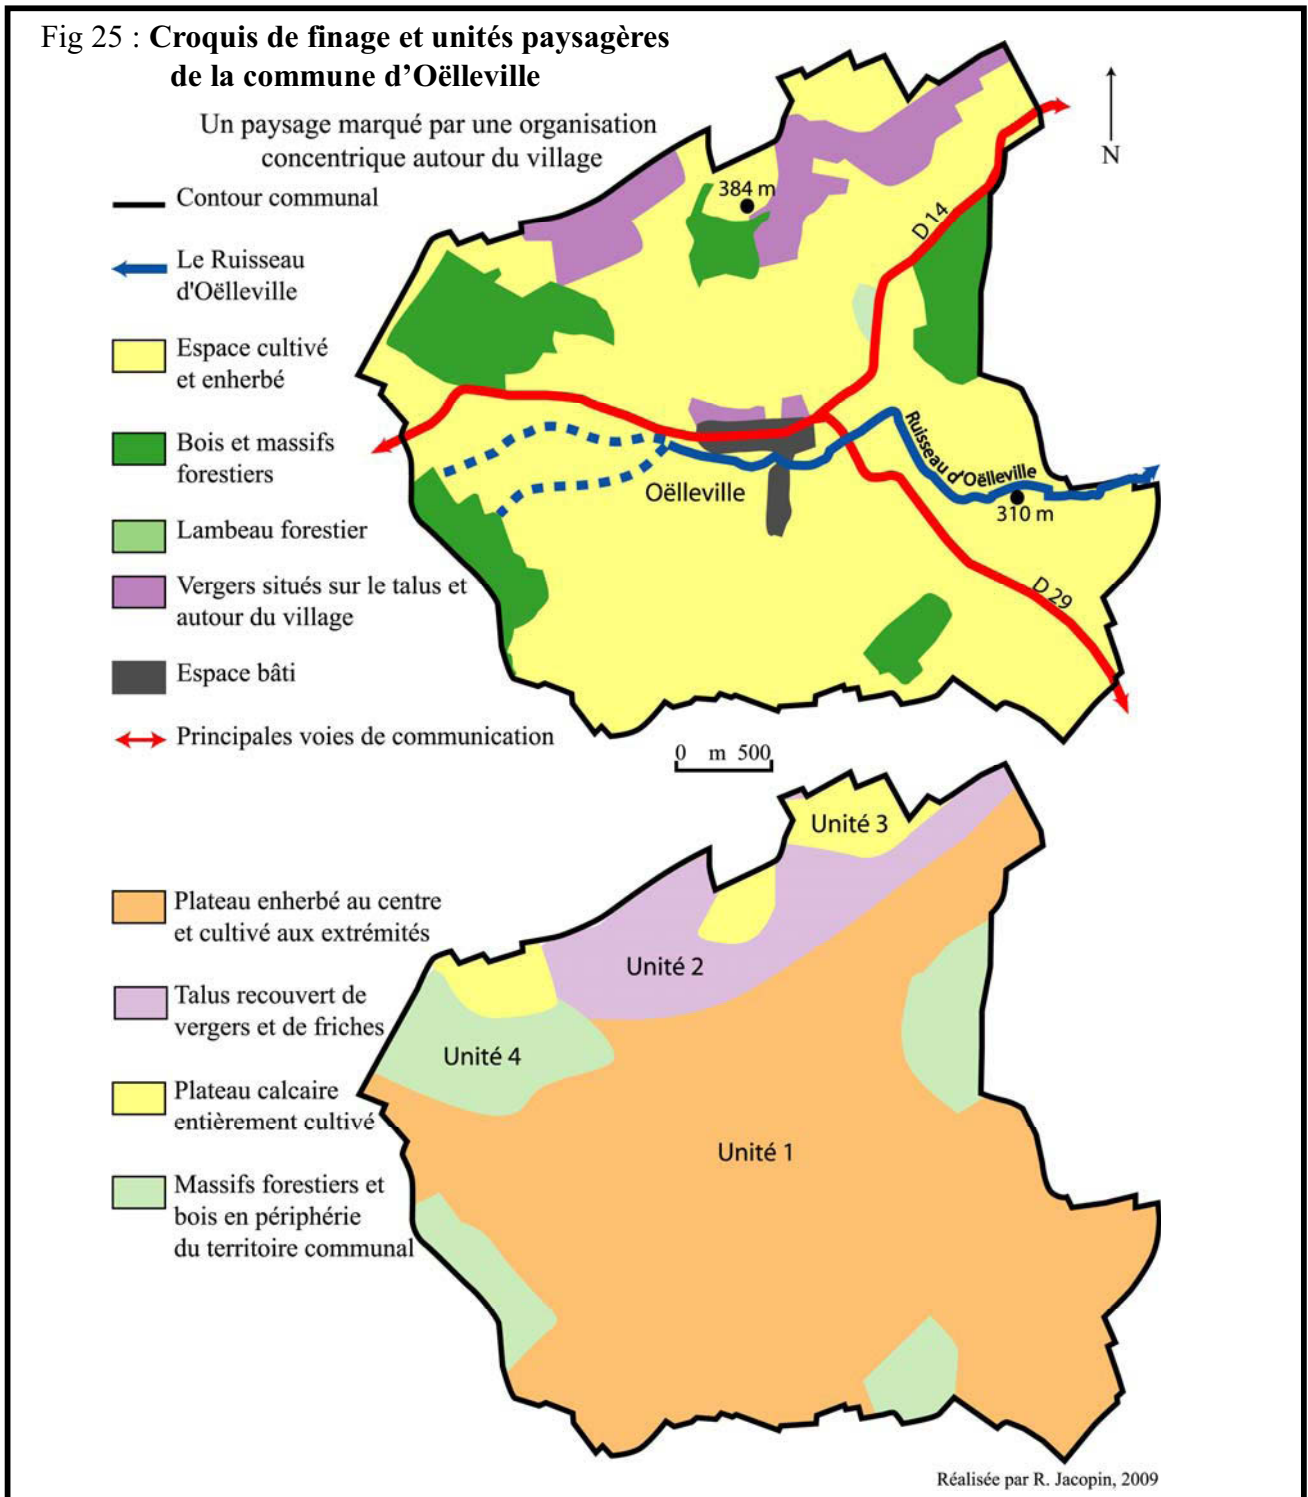 Fig 25 : Croquis de finage et unités paysagères
de la commune d’Oëlleville
Un paysage marqué par une organisation
concentrique autour du village
Contour communal
Le Ruisseau
d'Oëlleville
Espace cultivé
et enherbé
Bois et massifs
forestiers
Lambeau forestier
Vergers situés sur le talus et
autour du village
Espace bâti
Principales voies de communication
N
384 m
D 14
Ruisseau d'Oëlleville
Oëlleville
310 m
D 29
0 m 500
Plateau enherbé au centre
et cultivé aux extrémités
Talus recouvert de
vergers et de friches
Plateau calcaire
entièrement cultivé
Massifs forestiers et
bois en périphérie
du territoire communal
Unité 3
Unité 2
Unité 4
Unité 1
Réalisée par R. Jacopin, 2009